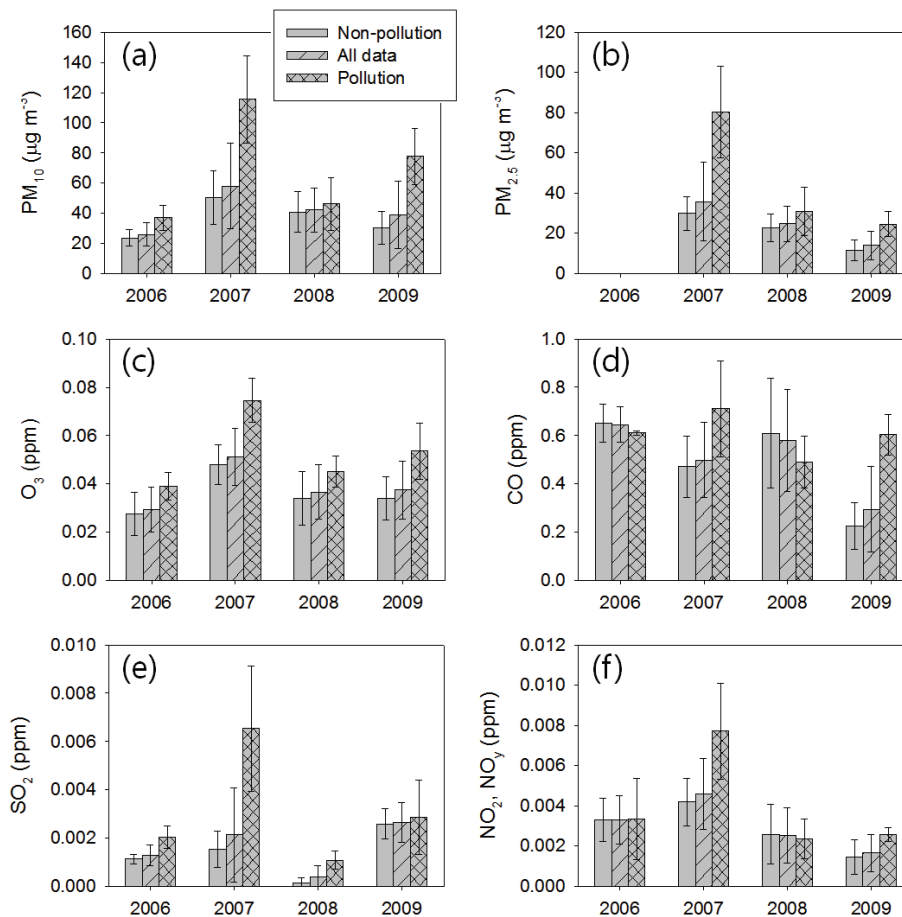 (a)
Non-pollution
All data
Pollution
PM₁₀ (μg m⁻³)
160
140
120
100
80
60
40
20
0
2006 2007 2008 2009
(b)
PM₂.₅ (μg m⁻³)
120
100
80
60
40
20
0
2006 2007 2008 2009
(c)
O₃ (ppm)
0.10
0.08
0.06
0.04
0.02
0.00
2006 2007 2008 2009
(d)
CO (ppm)
1.0
0.8
0.6
0.4
0.2
0.0
2006 2007 2008 2009
(e)
SO₂ (ppm)
0.010
0.008
0.006
0.004
0.002
0.000
2006 2007 2008 2009
(f)
NO₂, NOy (ppm)
0.012
0.010
0.008
0.006
0.004
0.002
0.000
2006 2007 2008 2009